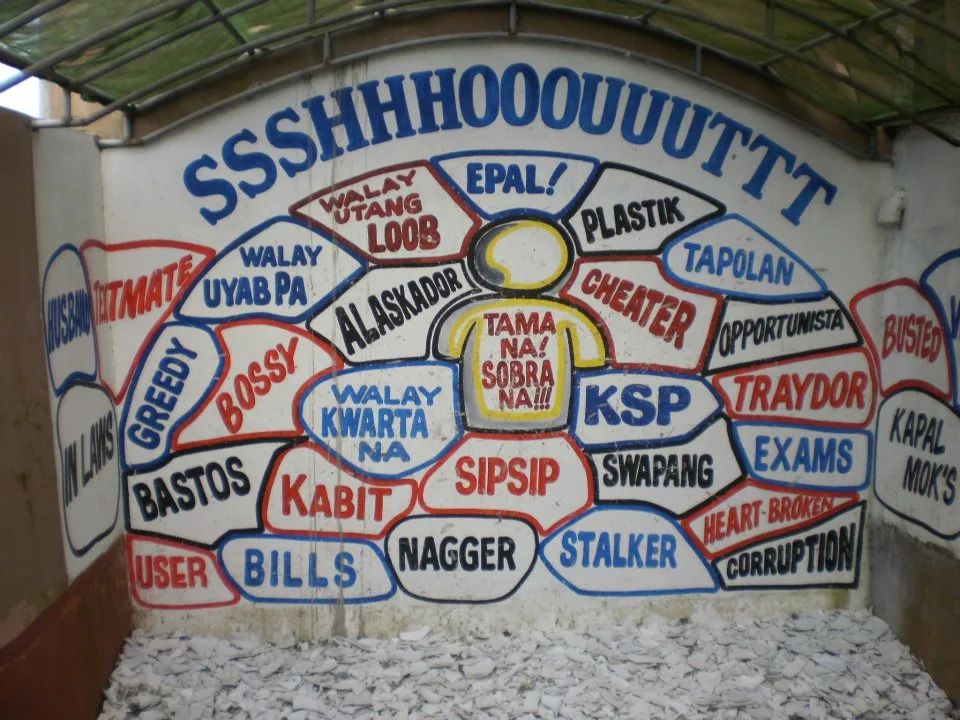 SSSHHHOOOUUUUTTT
EPAL!
WALAY
UTANG
LOOB
PLASTIK
WALAY
UYAB PA
TAPOLAN
TEXTMATE
HUSBAND
ALASKADOR
CHEATER
OPPORTUNISTA
BUSTED
TAMA
NA!
SOBRA
NA!!!
GREEDY
BOSSY
WALAY
KWARTA
NA
KSP
TRAYDOR
IN LAWS
BASTOS
KABIT
SIPSIP
SWAPANG
EXAMS
KAPAL
MOK'S
HEART-BROKEN
USER
BILLS
NAGGER
STALKER
CORRUPTION